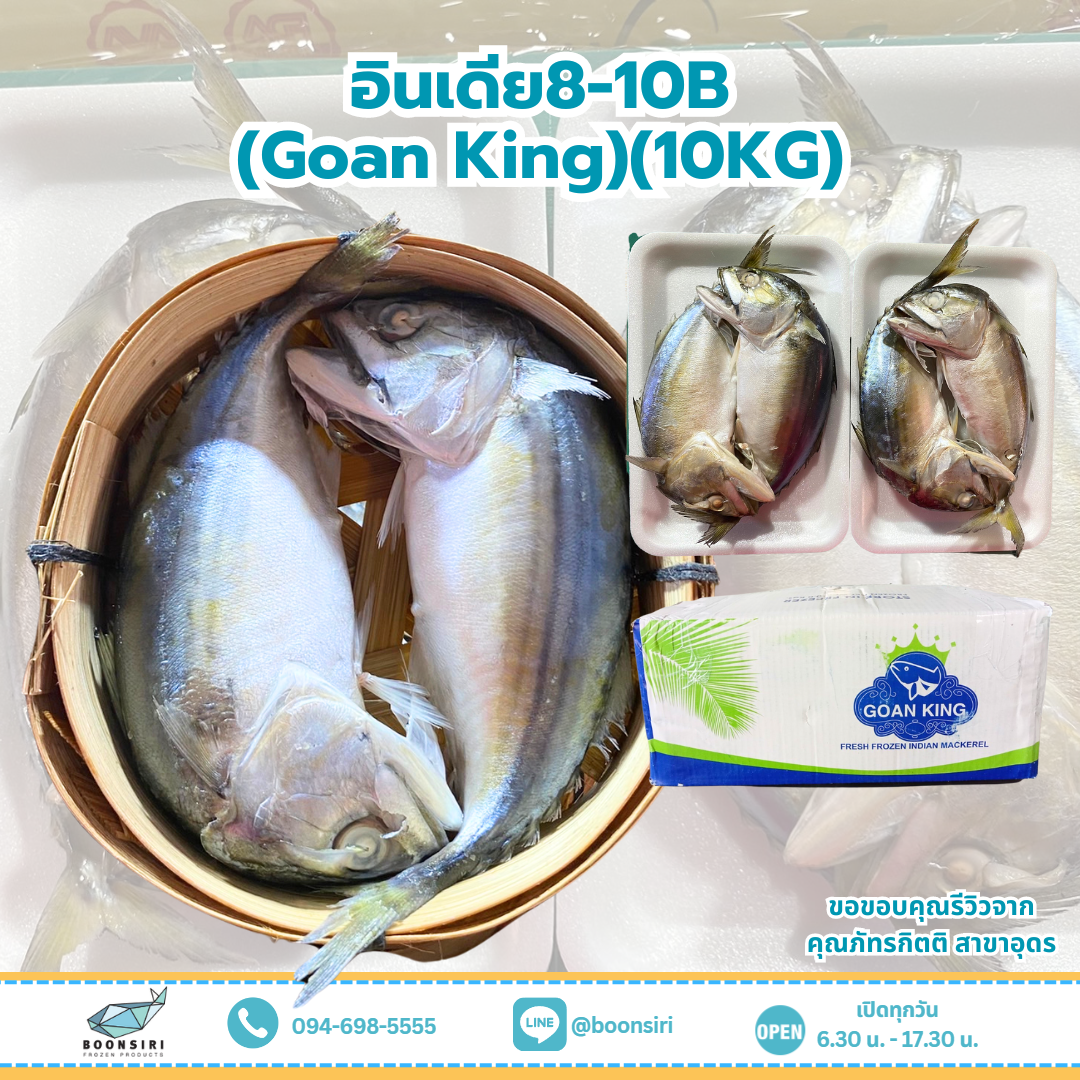 อินเดีย8-10B
(Goan King)(10KG)
GOAN KING
FRESH FROZEN INDIAN MACKEREL
ขอขอบคุณรีวิวจาก
คุณภัทรกิตติ สาขาอุดร
BOONSIRI
FROZEN PRODUCTS
094-698-5555
LINE
@boonsiri
OPEN
เปิดทุกวัน
6.30 น. - 17.30 น.